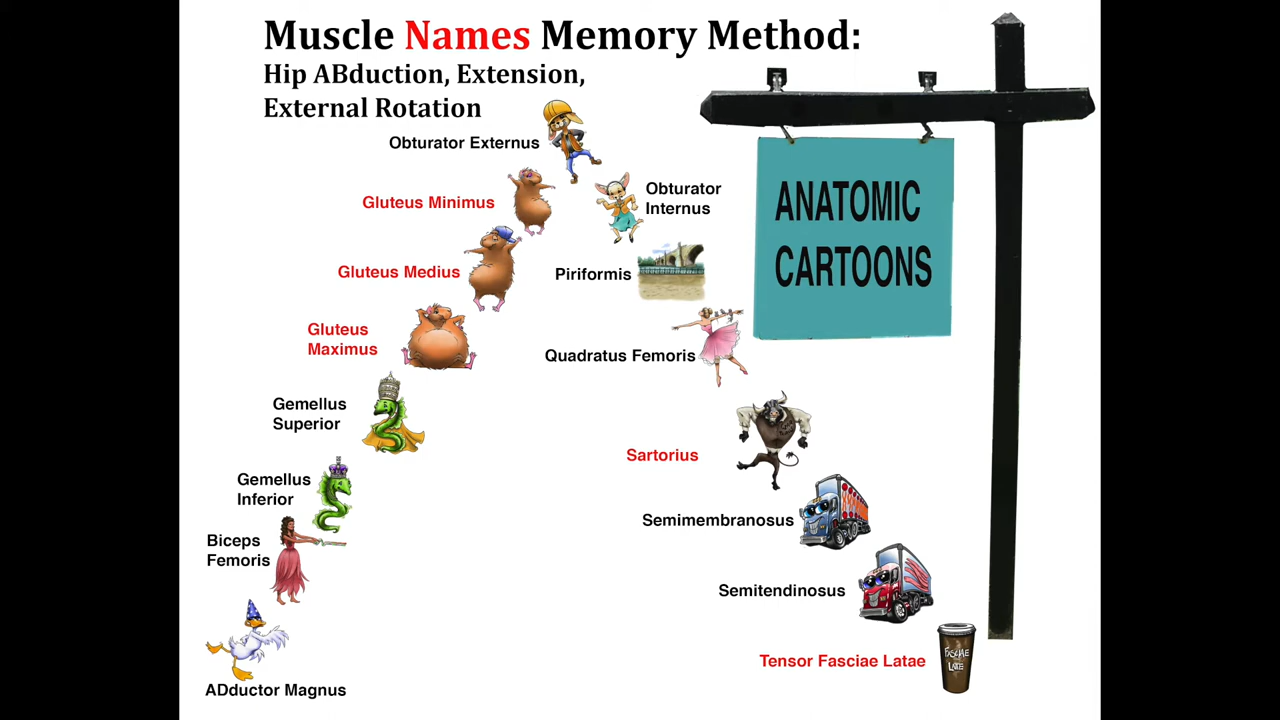 Muscle Names Memory Method:
Hip ABduction, Extension,
External Rotation
Obturator Externus
Gluteus Minimus
Obturator
Internus
Gluteus Medius
Piriformis
Gluteus
Maximus
Quadratus Femoris
Gemellus
Superior
Sartorius
Gemellus
Inferior
Semimembranosus
Biceps
Femoris
Semitendinosus
Tensor Fasciae Latae
ADductor Magnus
ANATOMIC
CARTOONS
FASCIAE
LATE